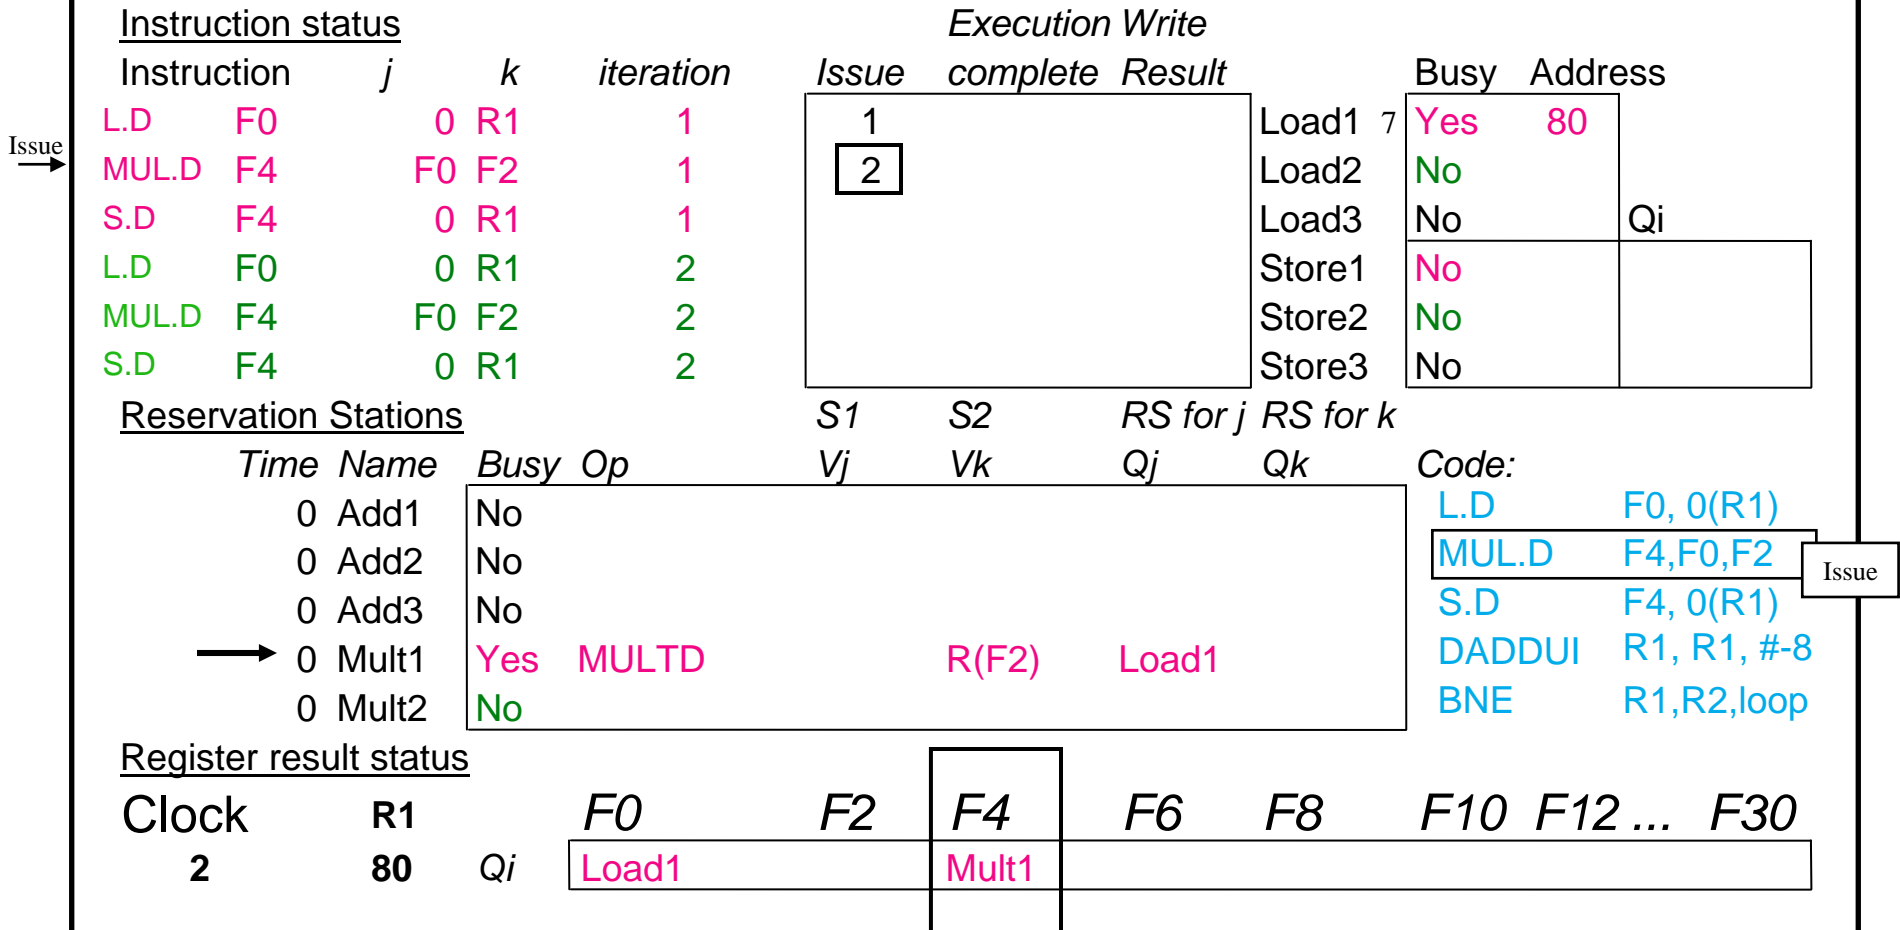 Instruction status Execution Write
Instruction j k iteration Issue complete Result Busy Address
L.D F0 0 R1 1 1 Load1 7 Yes 80
Issue
MUL.D F4 F0 F2 1 2 Load2 No
S.D F4 0 R1 1 Load3 No Qi
L.D F0 0 R1 2 Store1 No
MUL.D F4 F0 F2 2 Store2 No
S.D F4 0 R1 2 Store3 No
Reservation Stations S1 S2 RS for j RS for k
Time Name Busy Op Vj Vk Qj Qk Code:
0 Add1 No L.D F0, 0(R1)
0 Add2 No MUL.D F4,F0,F2
Issue
0 Add3 No S.D F4, 0(R1)
0 Mult1 Yes MULTD R(F2) Load1 DADDUI R1, R1, #-8
0 Mult2 No BNE R1,R2,loop
Register result status
Clock R1 F0 F2 F4 F6 F8 F10 F12 ... F30
2 80 Qi Load1 Mult1